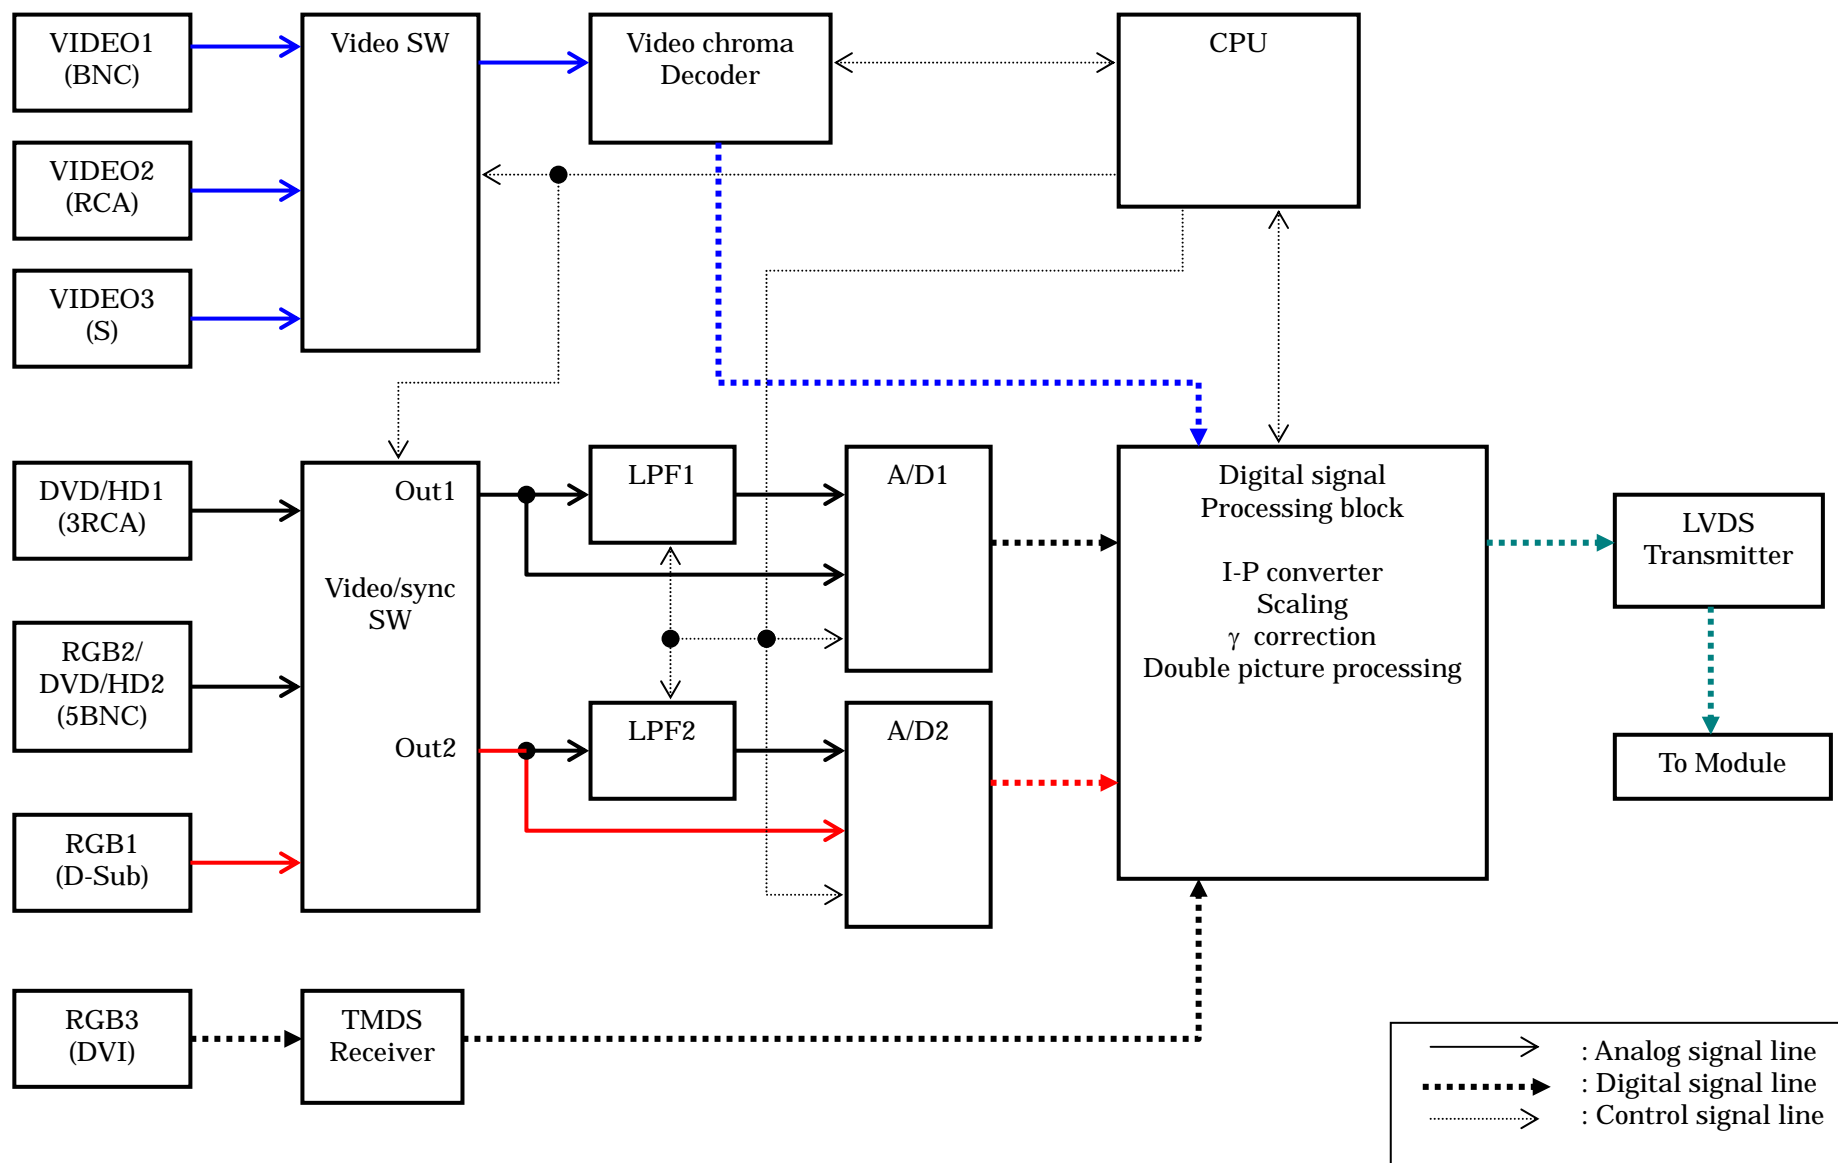 VIDEO1
(BNC)
Video SW
Video chroma
Decoder
CPU
VIDEO2
(RCA)
VIDEO3
(S)
DVD/HD1
(3RCA)
Out1
LPF1
A/D1
Digital signal
Processing block
I-P converter
Scaling
γ correction
Double picture processing
LVDS
Transmitter
Video/sync
SW
RGB2/
DVD/HD2
(5BNC)
Out2
LPF2
A/D2
To Module
RGB1
(D-Sub)
RGB3
(DVI)
TMDS
Receiver
: Analog signal line
: Digital signal line
: Control signal line